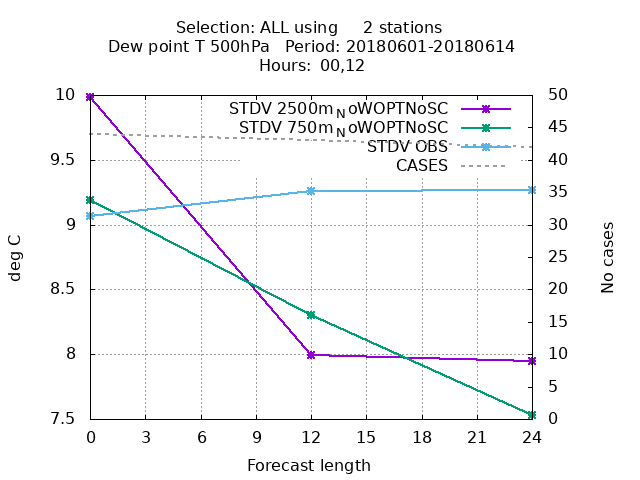 Selection: ALL using 2 stations
Dew point T 500hPa Period: 20180601-20180614
Hours: 00,12
STDV 2500m_NoWOPTNoSC
STDV 750m_NoWOPTNoSC
STDV OBS
CASES
10
9.5
9
8.5
8
7.5
deg C
50
45
40
35
30
25
20
15
10
5
0
No cases
0 3 6 9 12 15 18 21 24
Forecast length